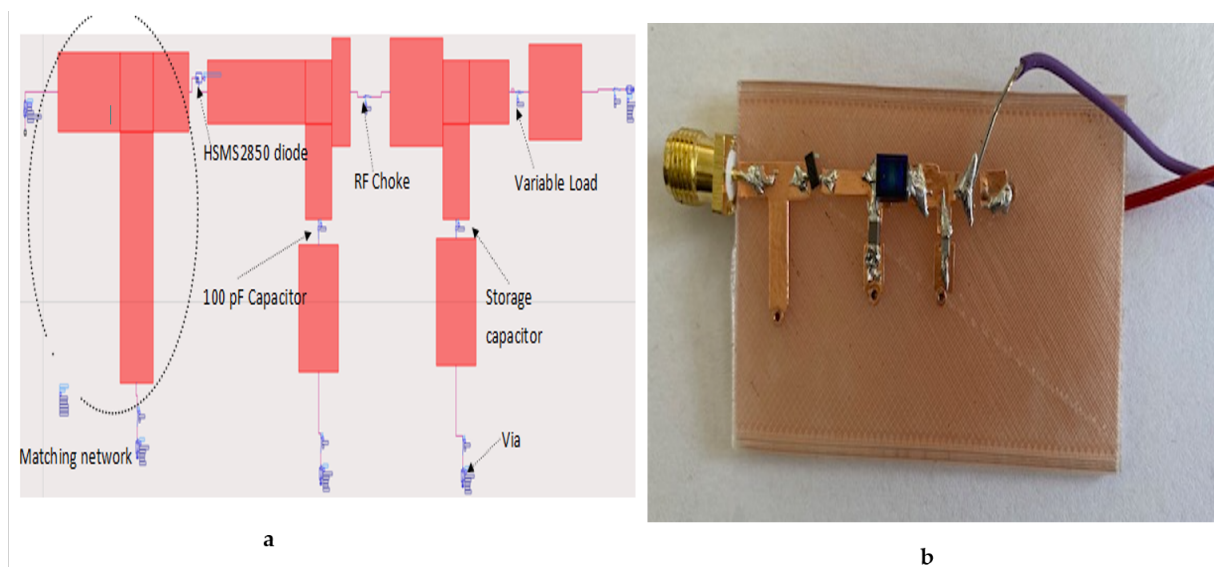 HSMS2850 diode
RF Choke
Variable Load
100 pF Capacitor
Storage
capacitor
Matching network
Via
a
b